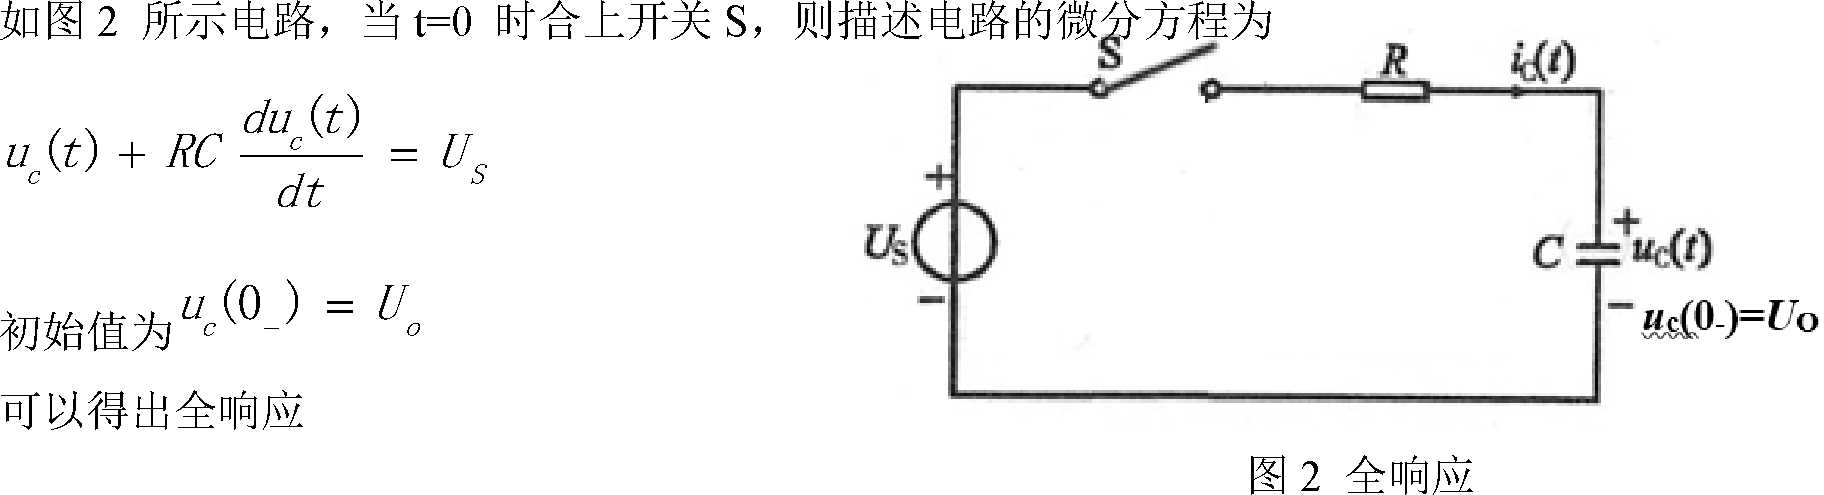 如图 2 所示电路，当 t=0 时合上开关 S，则描述电路的微分方程为
u_c(t) + RC du_c(t)/dt = U_S
初始值为 u_c(0_-) = U_o
可以得出全响应
S
R
i_C(t)
+
U_S
-
C
+
u_C(t)
-
u_c(0_-)=U_O
图 2 全响应